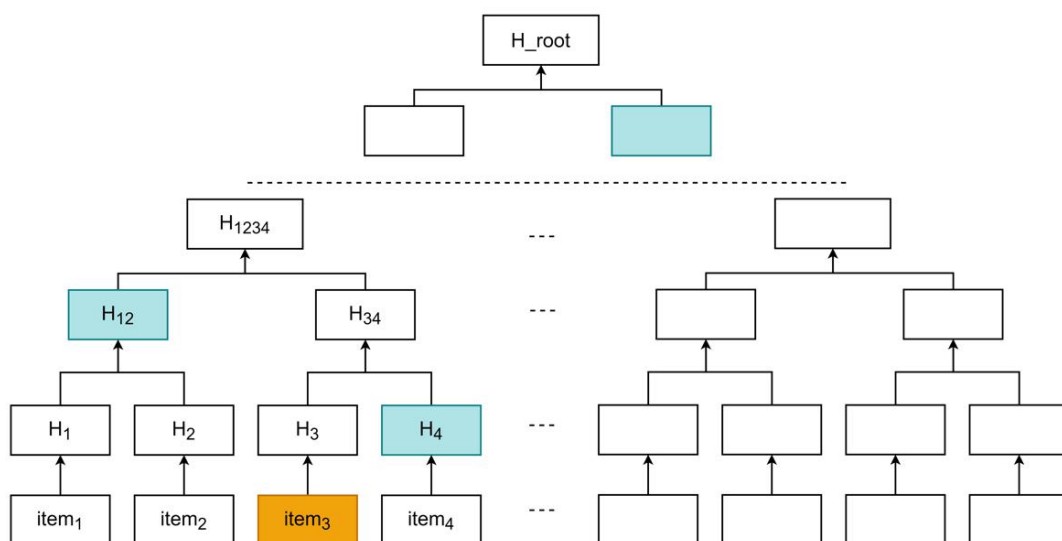 H_root
H₁₂₃₄
---
H₁₂
H₃₄
---
H₁
H₂
H₃
H₄
---
item₁
item₂
item₃
item₄
---